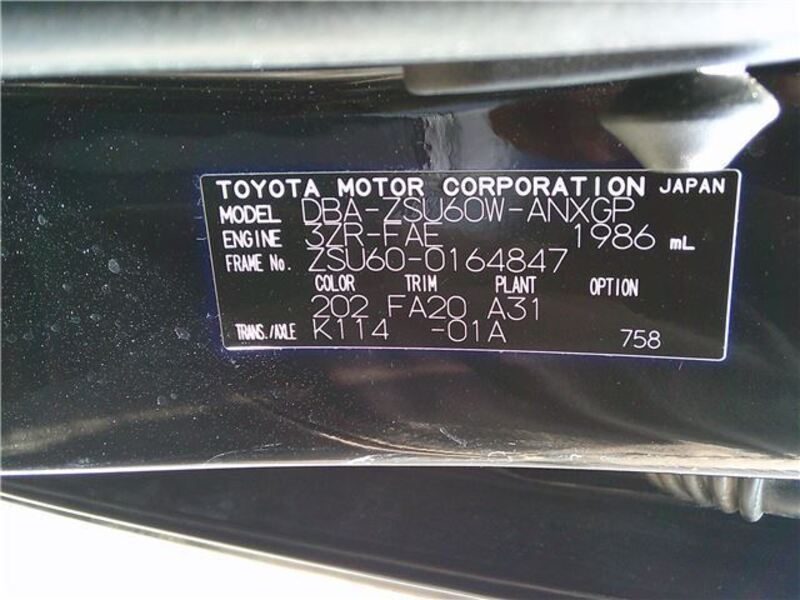 TOYOTA MOTOR CORPORATION JAPAN
MODEL DBA-ZSU60W-ANXGP
ENGINE 3ZR-FAE 1986 mL
FRAME No. ZSU60-0164847
COLOR TRIM PLANT OPTION
202 FA20 A31
TRANS./AXLE K114 -01A 758